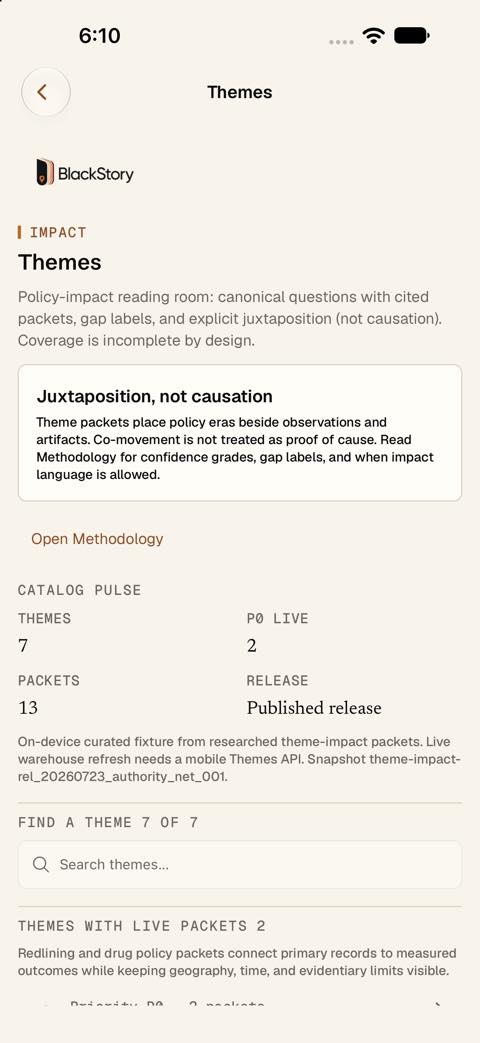 6:10
Themes
BlackStory
IMPACT
Themes
Policy-impact reading room: canonical questions with cited
packets, gap labels, and explicit juxtaposition (not causation).
Coverage is incomplete by design.
Juxtaposition, not causation
Theme packets place policy eras beside observations and
artifacts. Co-movement is not treated as proof of cause. Read
Methodology for confidence grades, gap labels, and when impact
language is allowed.
Open Methodology
CATALOG PULSE
THEMES
P0 LIVE
7
2
PACKETS
RELEASE
13
Published release
On-device curated fixture from researched theme-impact packets. Live
warehouse refresh needs a mobile Themes API. Snapshot theme-impact-
rel_20260723_authority_net_001.
FIND A THEME 7 OF 7
Search themes...
THEMES WITH LIVE PACKETS 2
Redlining and drug policy packets connect primary records to measured
outcomes while keeping geography, time, and evidentiary limits visible.